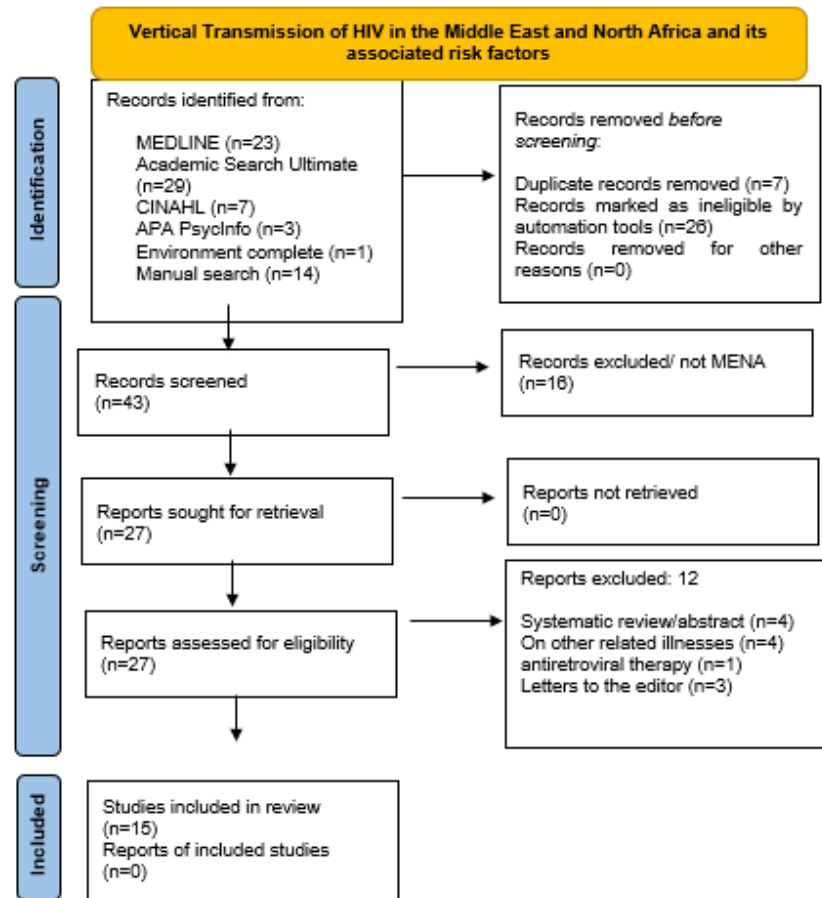 Vertical Transmission of HIV in the Middle East and North Africa and its
associated risk factors
Identification
Records identified from:
MEDLINE (n=23)
Academic Search Ultimate
(n=29)
CINAHL (n=7)
APA PsycInfo (n=3)
Environment complete (n=1)
Manual search (n=14)
Records removed before
screening:
Duplicate records removed (n=7)
Records marked as ineligible by
automation tools (n=26)
Records removed for other
reasons (n=0)
Screening
Records screened
(n=43)
Records excluded/ not MENA
(n=16)
Reports sought for retrieval
(n=27)
Reports not retrieved
(n=0)
Reports assessed for eligibility
(n=27)
Reports excluded: 12
Systematic review/abstract (n=4)
On other related illnesses (n=4)
antiretroviral therapy (n=1)
Letters to the editor (n=3)
Included
Studies included in review
(n=15)
Reports of included studies
(n=0)